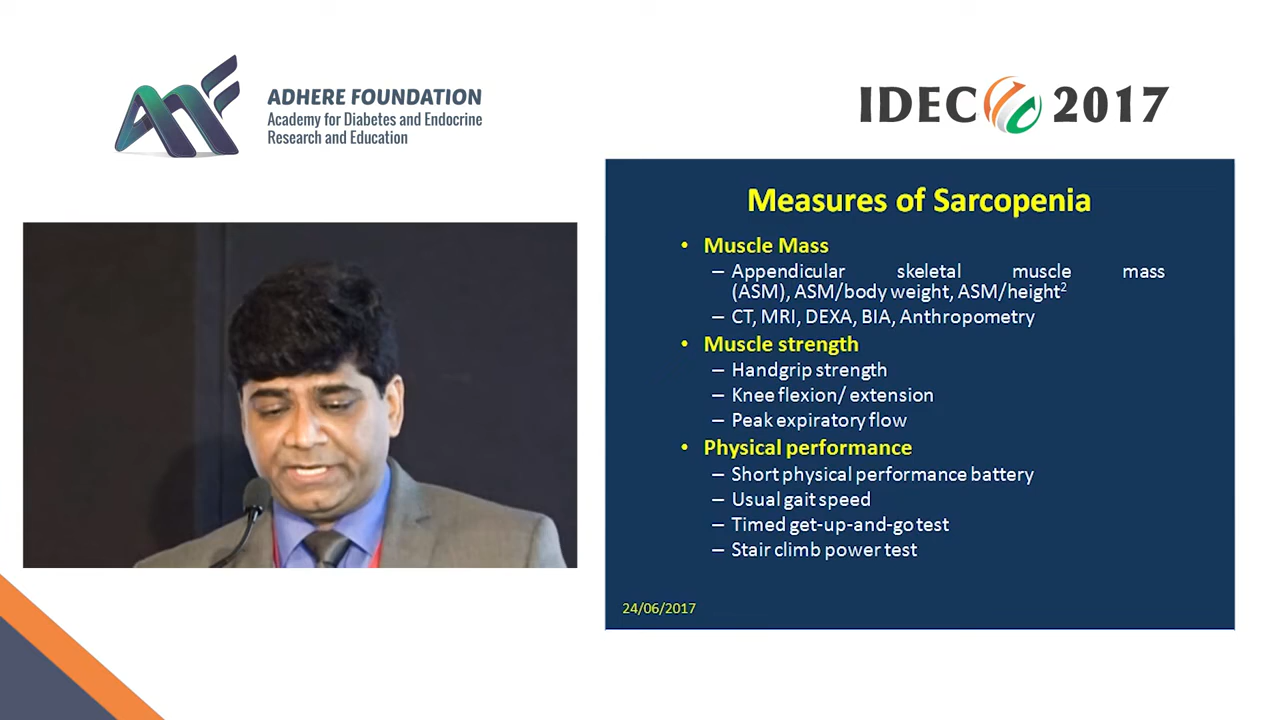 ADHERE FOUNDATION
Academy for Diabetes and Endocrine
Research and Education
IDEC 2017
Measures of Sarcopenia
• Muscle Mass
– Appendicular skeletal muscle mass
(ASM), ASM/body weight, ASM/height²
– CT, MRI, DEXA, BIA, Anthropometry
• Muscle strength
– Handgrip strength
– Knee flexion/ extension
– Peak expiratory flow
• Physical performance
– Short physical performance battery
– Usual gait speed
– Timed get-up-and-go test
– Stair climb power test
24/06/2017